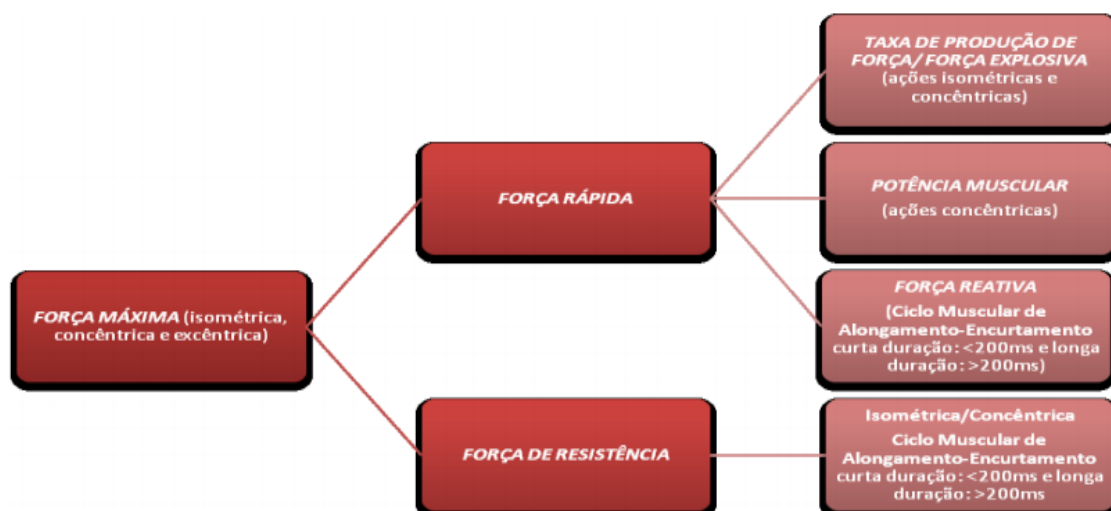 FORÇA MÁXIMA (isométrica,
concêntrica e excêntrica)
FORÇA RÁPIDA
TAXA DE PRODUÇÃO DE
FORÇA/ FORÇA EXPLOSIVA
(ações isométricas e
concêntricas)
POTÊNCIA MUSCULAR
(ações concêntricas)
FORÇA REATIVA
(Ciclo Muscular de
Alongamento-Encurtamento
curta duração: <200ms e longa
duração: >200ms)
FORÇA DE RESISTÊNCIA
Isométrica/Concêntrica
Ciclo Muscular de
Alongamento-Encurtamento
curta duração: <200ms e longa
duração: >200ms